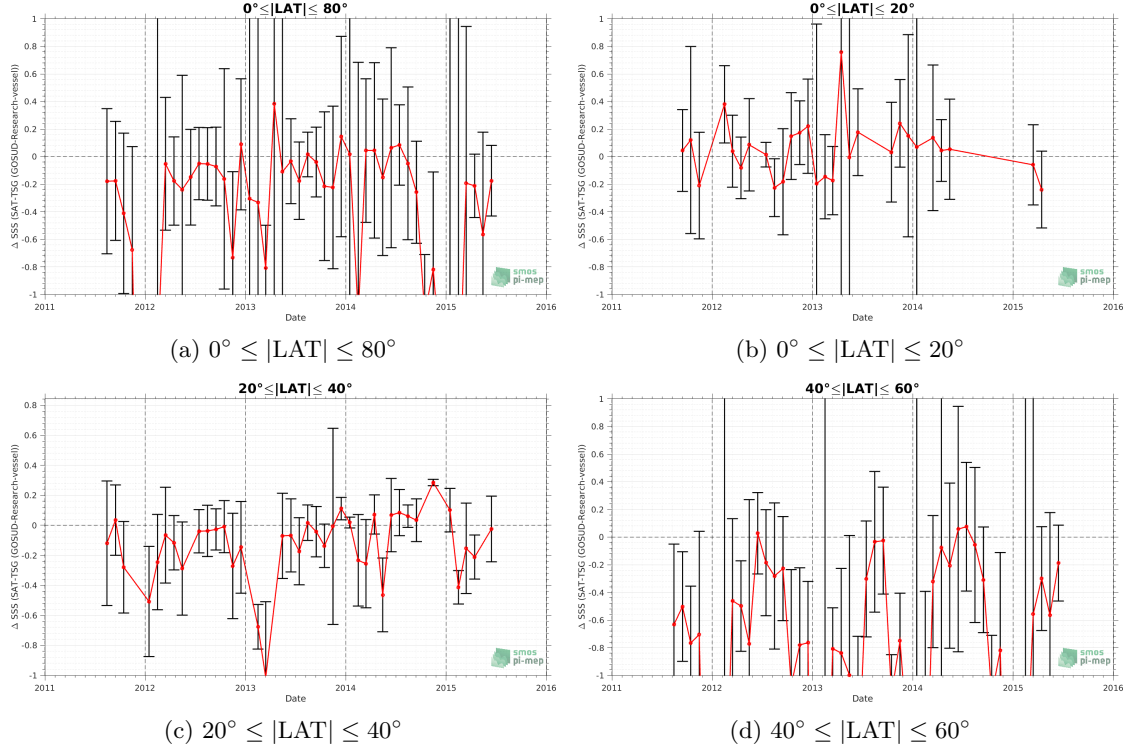 0°≤|LAT|≤ 80°
Δ SSS (SAT-TSG (GOSUD-Research-vessel))
1
0.8
0.6
0.4
0.2
0
-0.2
-0.4
-0.6
-0.8
-1
2011 2012 2013 2014 2015 2016
Date
smos
pi-mep
(a) 0° ≤ |LAT| ≤ 80°
0°≤|LAT|≤ 20°
Δ SSS (SAT-TSG (GOSUD-Research-vessel))
1
0.8
0.6
0.4
0.2
0
-0.2
-0.4
-0.6
-0.8
-1
2011 2012 2013 2014 2015 2016
Date
smos
pi-mep
(b) 0° ≤ |LAT| ≤ 20°
20°≤|LAT|≤ 40°
Δ SSS (SAT-TSG (GOSUD-Research-vessel))
0.8
0.6
0.4
0.2
0
-0.2
-0.4
-0.6
-0.8
-1
2011 2012 2013 2014 2015 2016
Date
smos
pi-mep
(c) 20° ≤ |LAT| ≤ 40°
40°≤|LAT|≤ 60°
Δ SSS (SAT-TSG (GOSUD-Research-vessel))
1
0.8
0.6
0.4
0.2
0
-0.2
-0.4
-0.6
-0.8
-1
2011 2012 2013 2014 2015 2016
Date
smos
pi-mep
(d) 40° ≤ |LAT| ≤ 60°